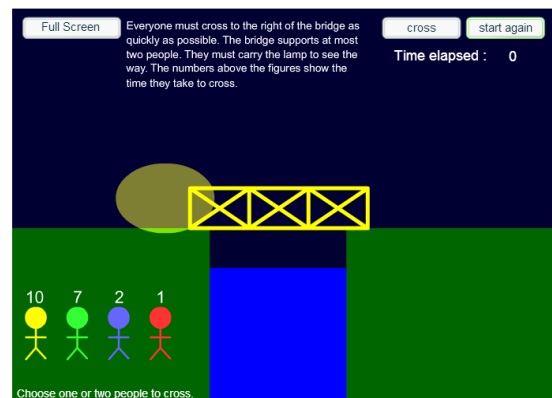 Full Screen
Everyone must cross to the right of the bridge as
quickly as possible. The bridge supports at most
two people. They must carry the lamp to see the
way. The numbers above the figures show the
time they take to cross.
cross
start again
Time elapsed : 0
10 7 2 1
Choose one or two people to cross.